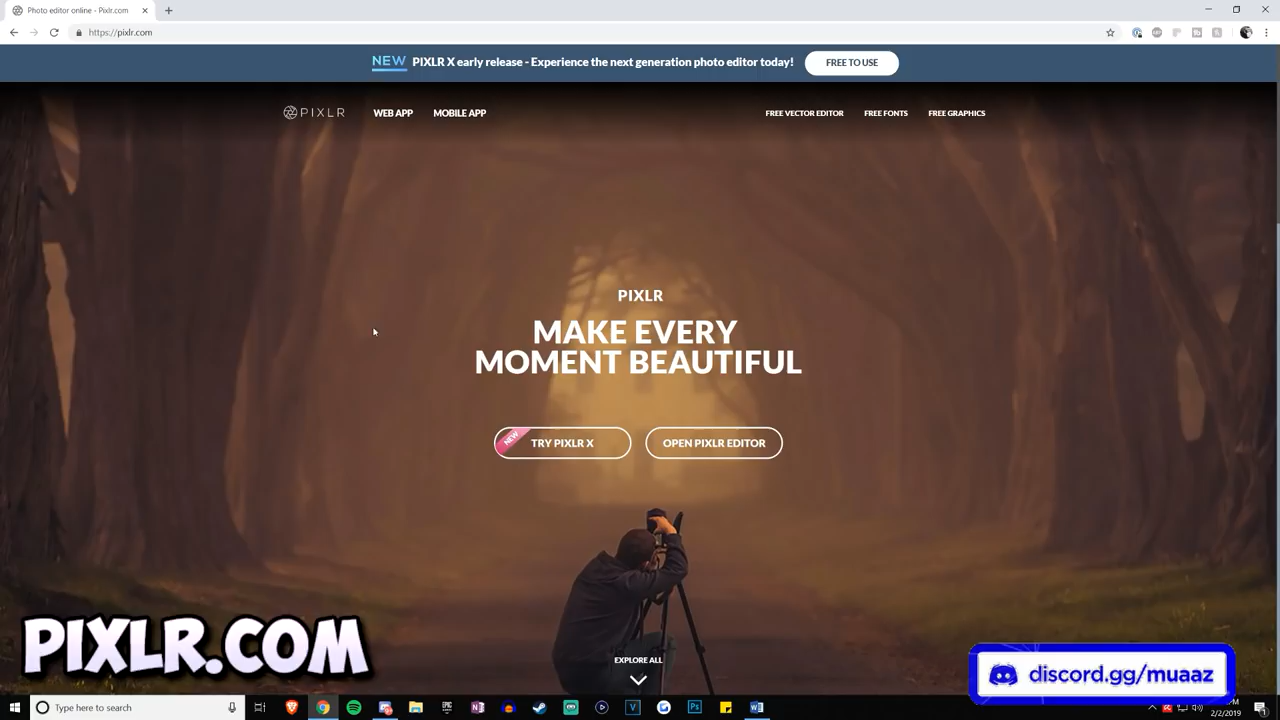 Photo editor online - Pixlr.com
https://pixlr.com
NEW PIXLR X early release - Experience the next generation photo editor today! FREE TO USE
PIXLR WEB APP MOBILE APP FREE VECTOR EDITOR FREE FONTS FREE GRAPHICS
PIXLR
MAKE EVERY
MOMENT BEAUTIFUL
NEW TRY PIXLR X OPEN PIXLR EDITOR
PIXLR.COM
EXPLORE ALL
discord.gg/muaaz
Type here to search
2/2/2019